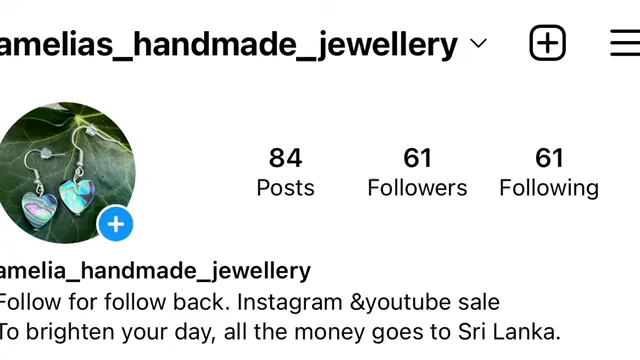 amelias_handmade_jewellery
84 61 61
Posts Followers Following
amelia_handmade_jewellery
Follow for follow back. Instagram &youtube sale
To brighten your day, all the money goes to Sri Lanka.